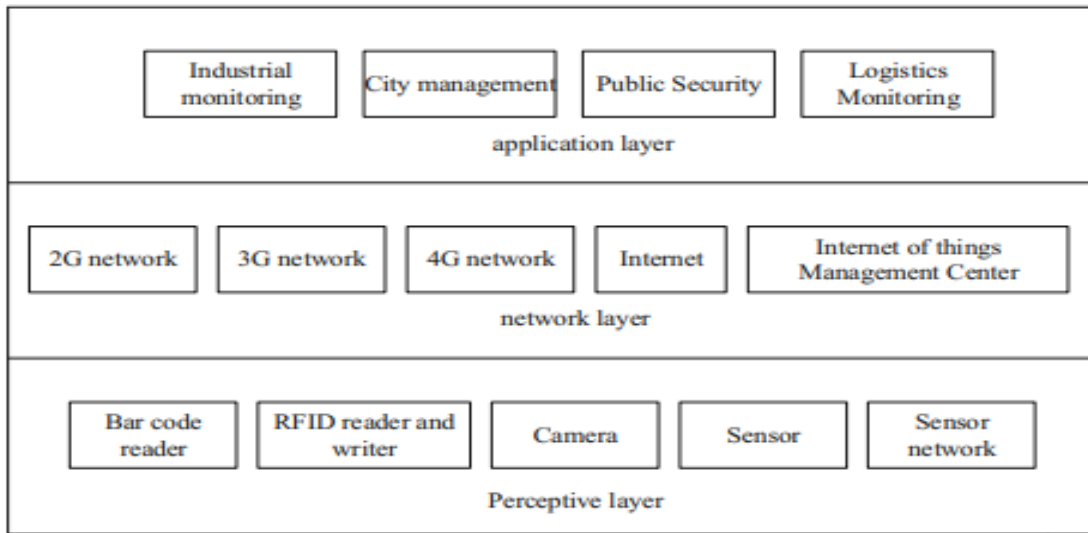 Industrial
monitoring
City management
Public Security
Logistics
Monitoring
application layer
2G network
3G network
4G network
Internet
Internet of things
Management Center
network layer
Bar code
reader
RFID reader and
writer
Camera
Sensor
Sensor
network
Perceptive layer